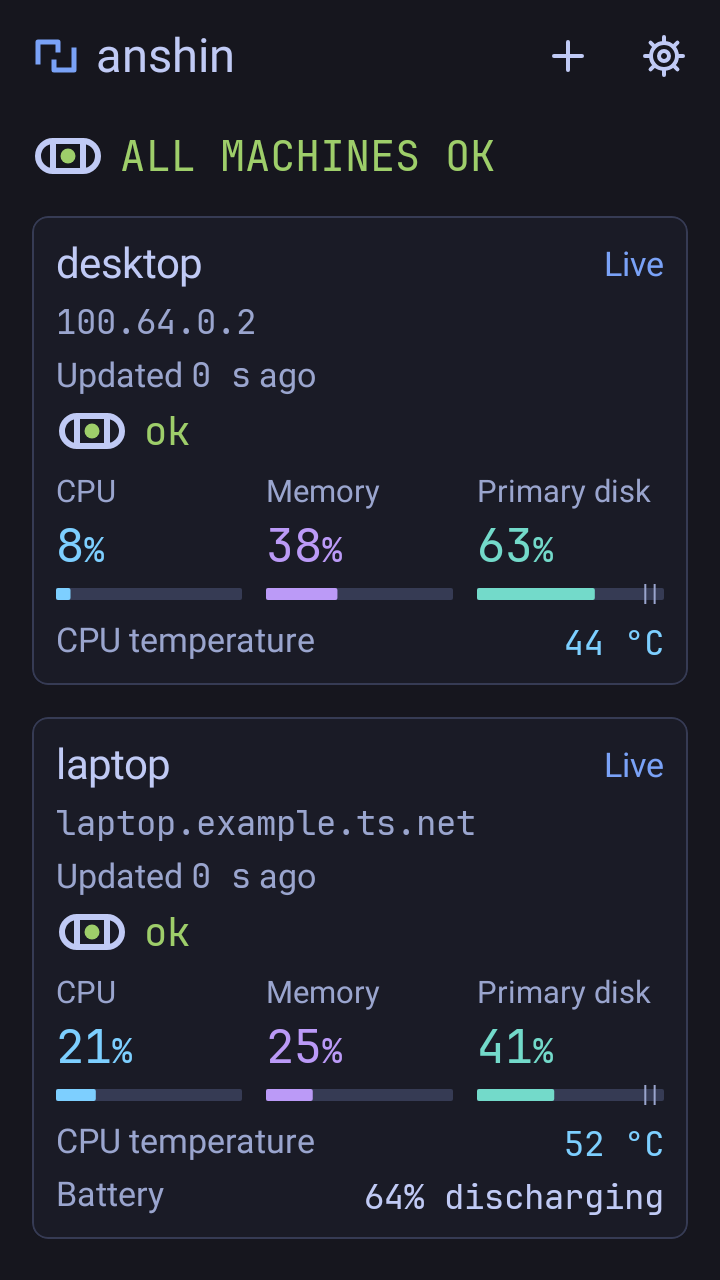 anshin
ALL MACHINES OK
desktop Live
100.64.0.2
Updated 0 s ago
ok
CPU Memory Primary disk
8% 38% 63%
CPU temperature 44 °C
laptop Live
laptop.example.ts.net
Updated 0 s ago
ok
CPU Memory Primary disk
21% 25% 41%
CPU temperature 52 °C
Battery 64% discharging